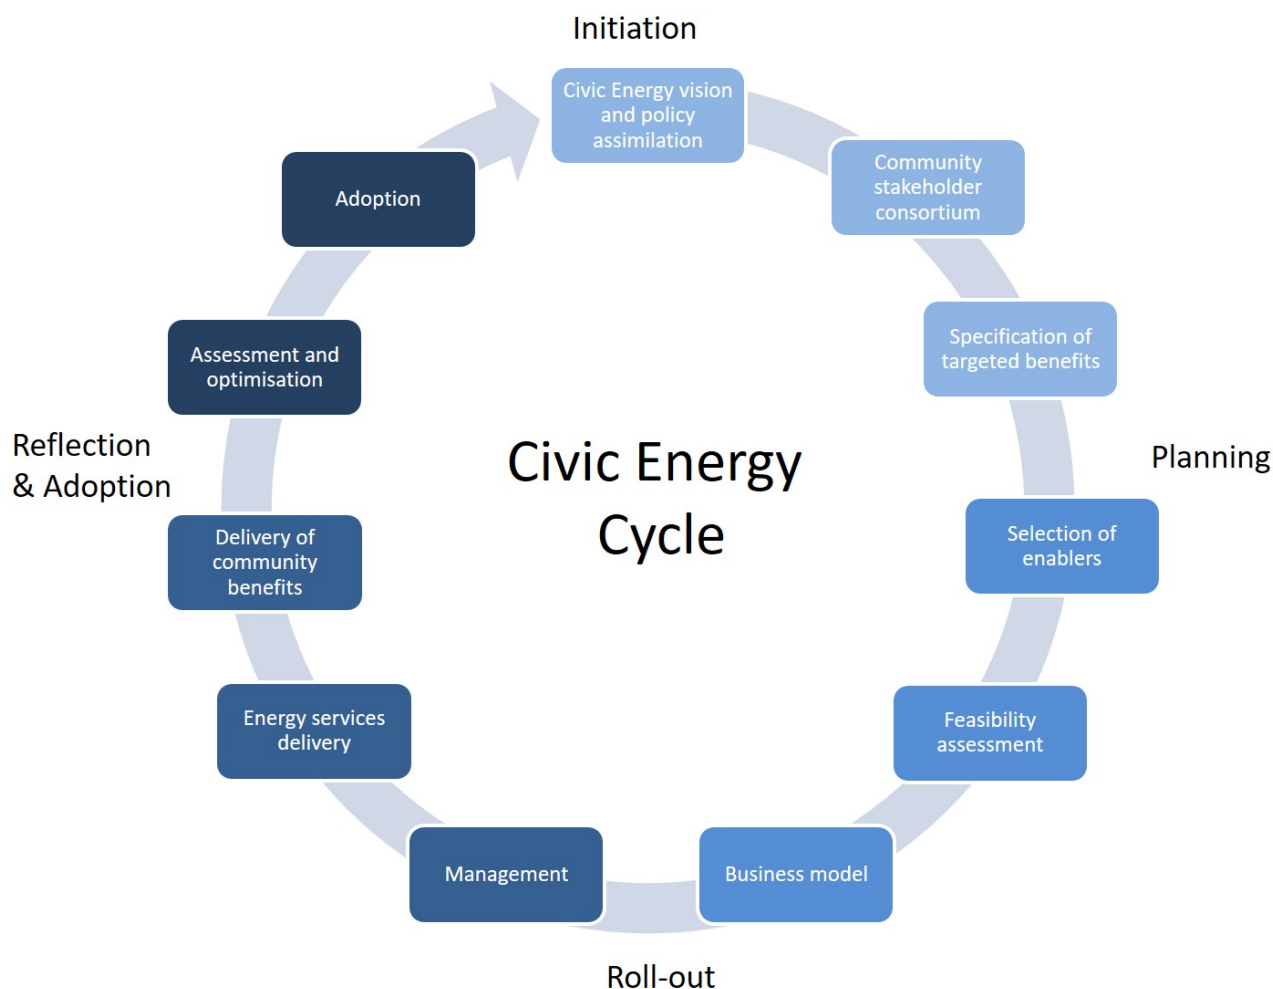 Initiation
Civic Energy vision
and policy
assimilation
Community
stakeholder
consortium
Specification of
targeted benefits
Planning
Selection of
enablers
Feasibility
assessment
Business model
Roll-out
Management
Energy services
delivery
Delivery of
community
benefits
Reflection
& Adoption
Assessment and
optimisation
Adoption
Civic Energy
Cycle